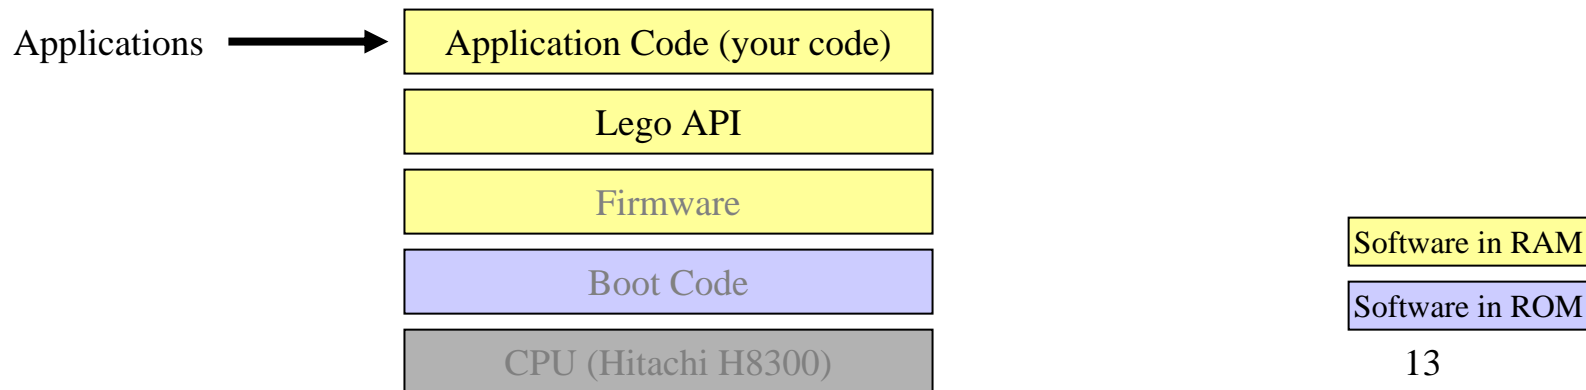 Applications
Application Code (your code)
Lego API
Firmware
Boot Code
CPU (Hitachi H8300)
Software in RAM
Software in ROM
13